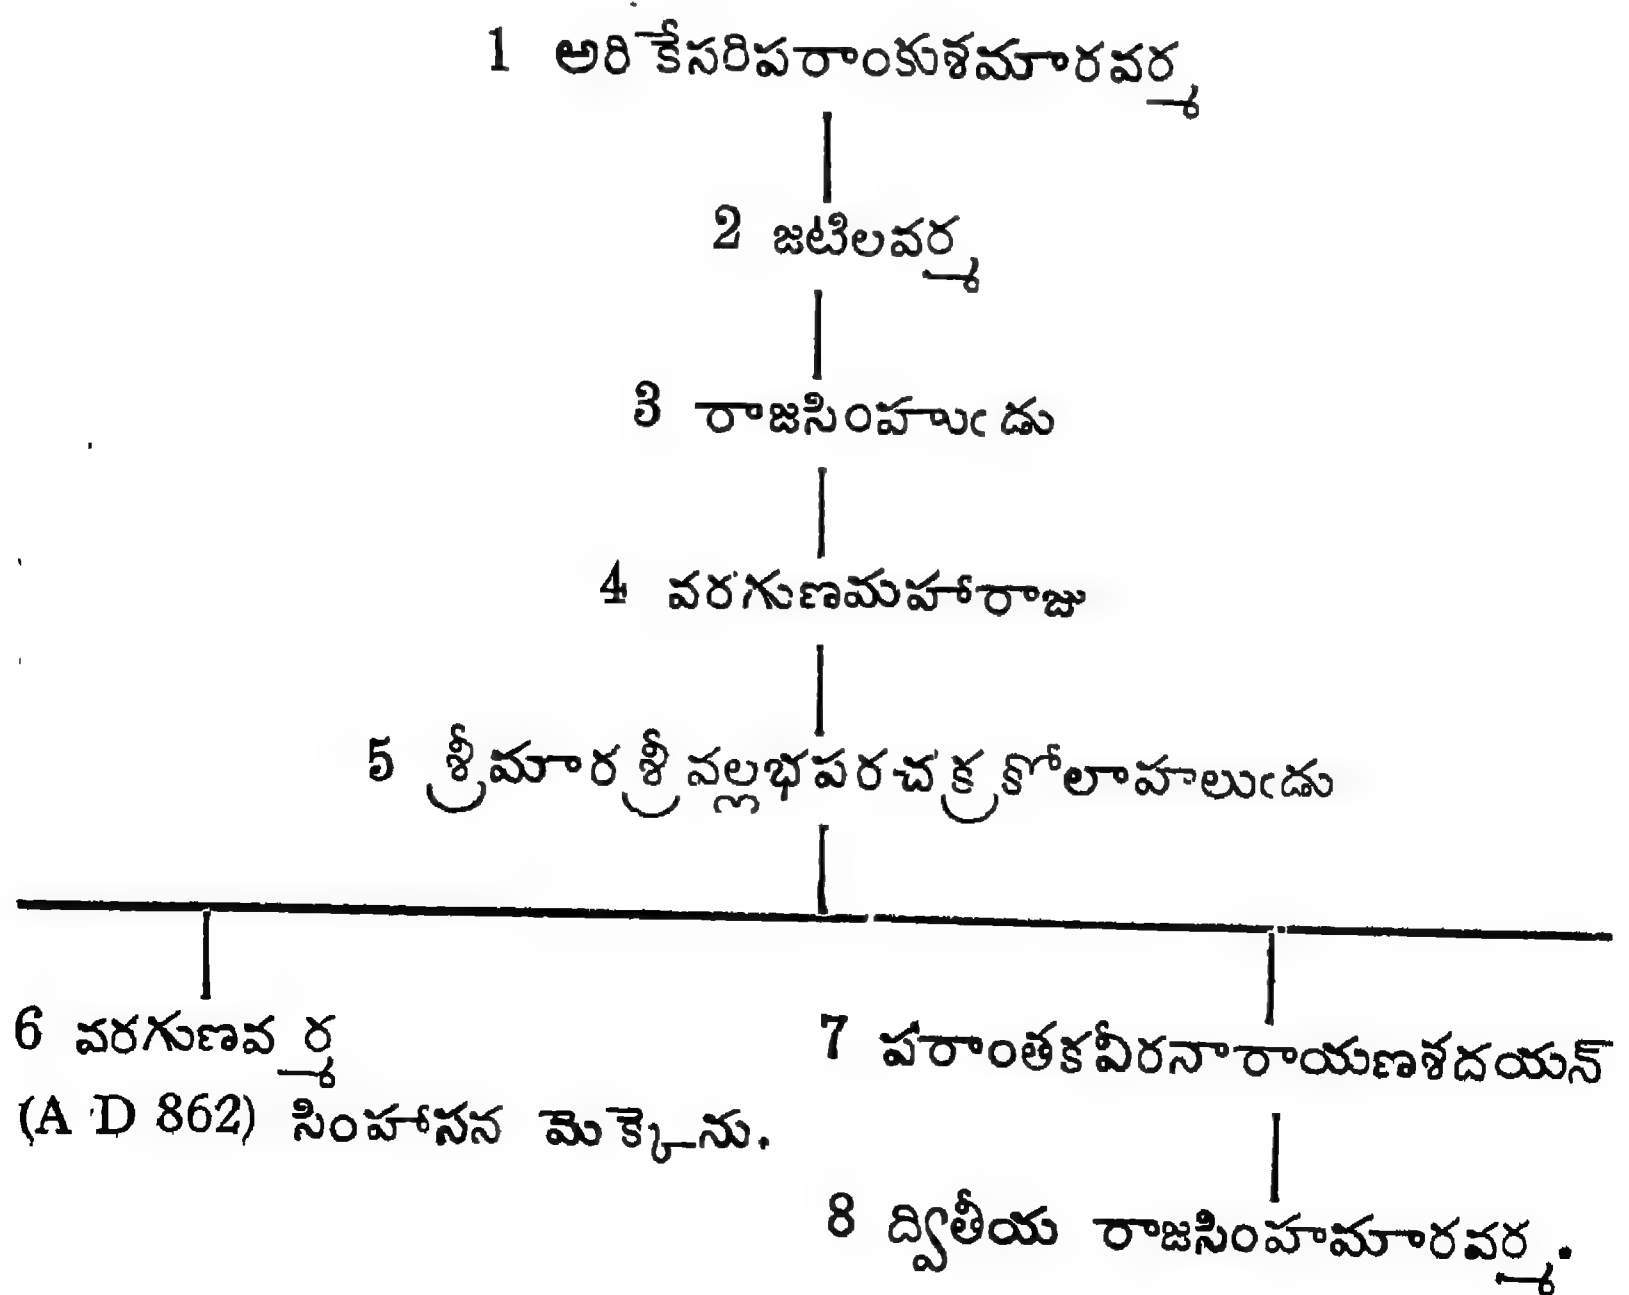 1 అరికేసరిపరాంకుశమారవర్మ
2 జటిలవర్మ
3 రాజసింహుఁడు
4 వరగుణమహారాజు
5 శ్రీమారశ్రీవల్లభపరచక్రకోలాహలుఁడు
6 వరగుణవర్మ
(A D 862) సింహాసన మెక్కెను.
7 పరాంతకవీరనారాయణశదయన్
8 ద్వితీయ రాజసింహమారవర్మ.